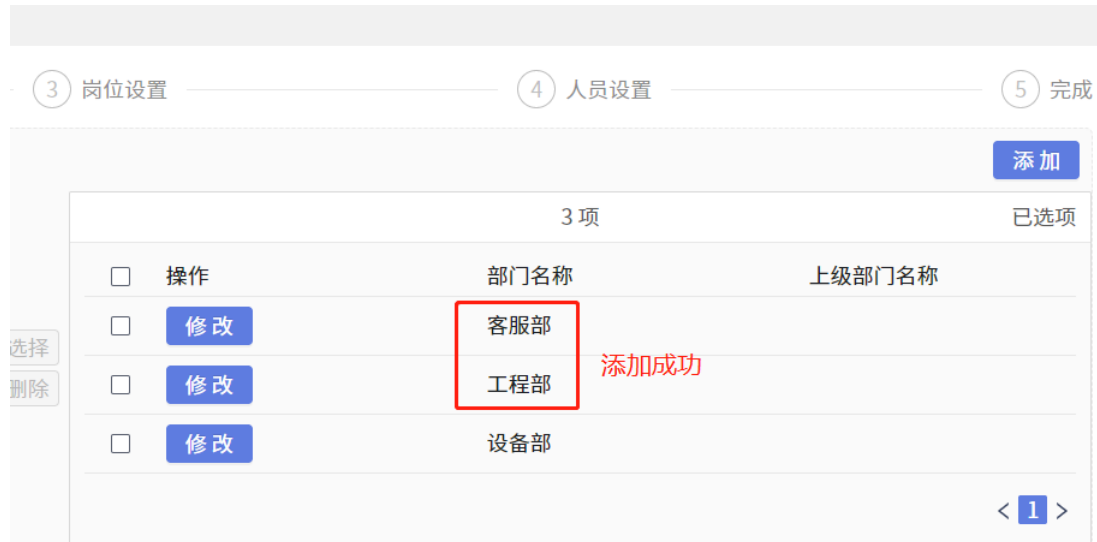 3 岗位设置 4 人员设置 5 完成
添加
3 项 已选项
操作 部门名称 上级部门名称
修改 客服部
选择
添加成功
删除 修改 工程部
修改 设备部
< 1 >